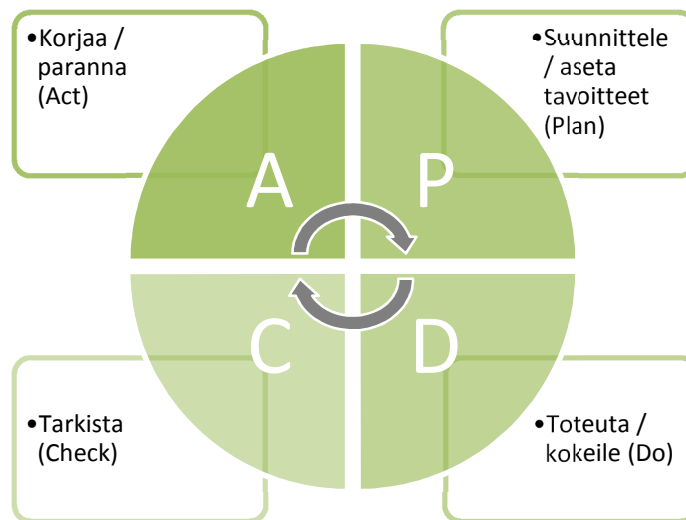 •Korjaa /
paranna
(Act)
•Suunnittele
/ aseta
tavoitteet
(Plan)
A
P
C
D
•Tarkista
(Check)
•Toteuta /
kokeile (Do)